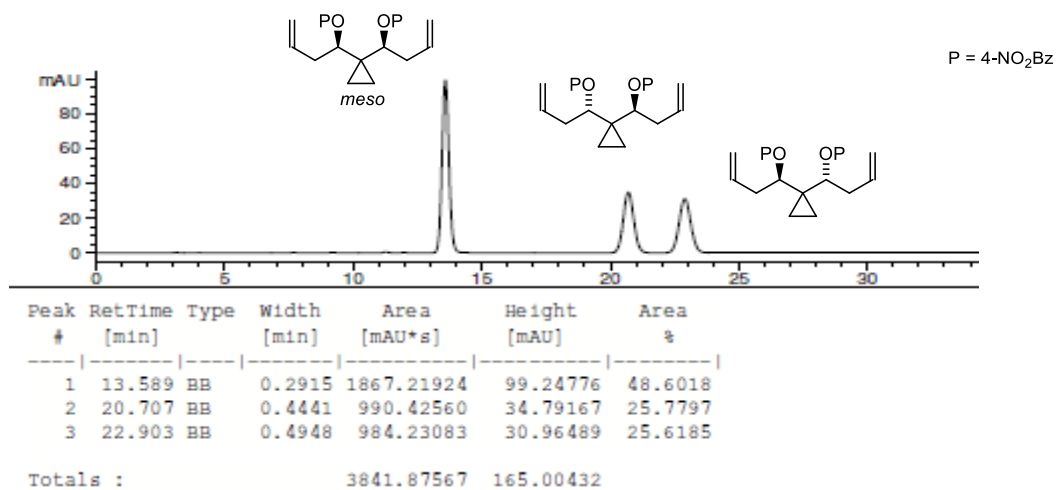 PO OP
meso
PO OP
PO OP
P = 4-NO2Bz
mAU
80
60
40
20
0
0 5 10 15 20 25 30
Peak RetTime Type Width Area Height Area
# [min] [min] [mAU*s] [mAU] %
----|-------|----|-------|----------|----------|--------|
1 13.589 BB 0.2915 1867.21924 99.24776 48.6018
2 20.707 BB 0.4441 990.42560 34.79167 25.7797
3 22.903 BB 0.4948 984.23083 30.96489 25.6185
Totals : 3841.87567 165.00432